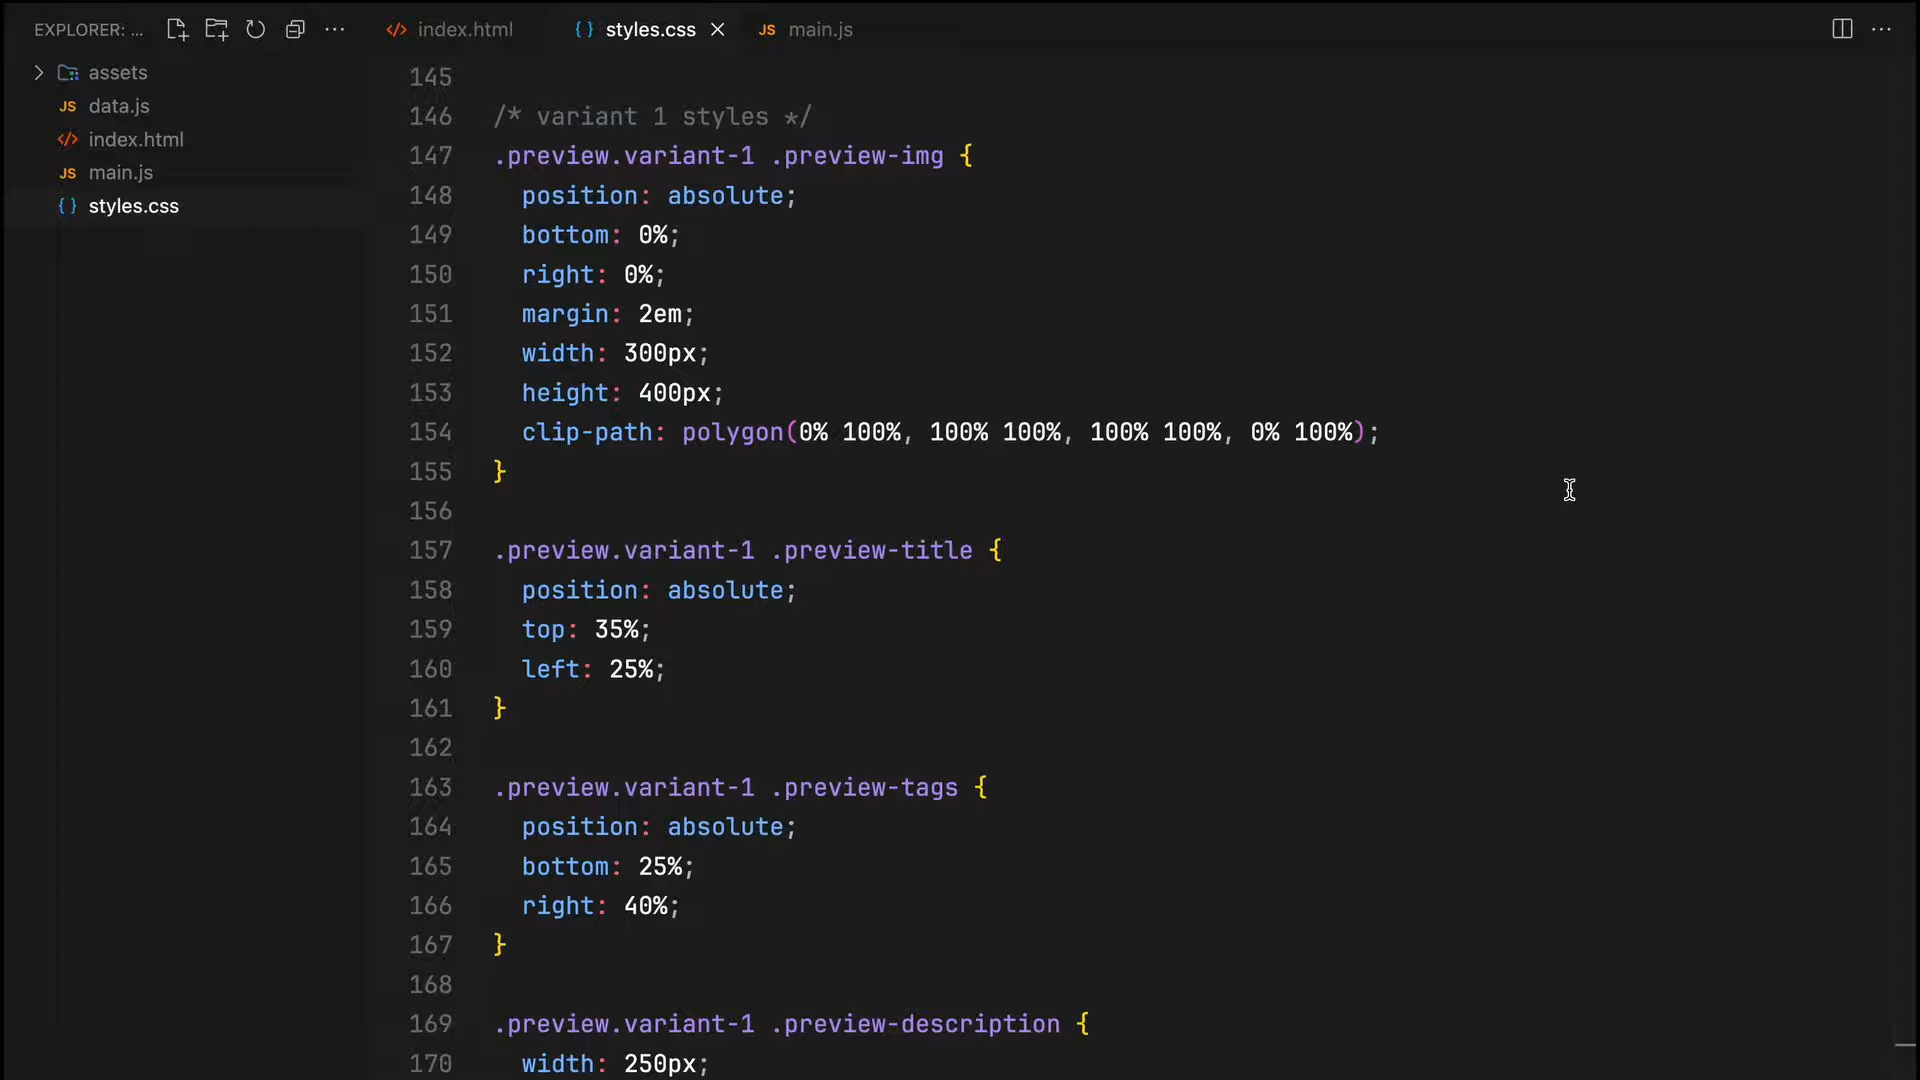 EXPLORER: ...
index.html
styles.css
JS main.js
assets
JS data.js
index.html
JS main.js
styles.css
145
146 /* variant 1 styles */
147 .preview.variant-1 .preview-img {
148 position: absolute;
149 bottom: 0%;
150 right: 0%;
151 margin: 2em;
152 width: 300px;
153 height: 400px;
154 clip-path: polygon(0% 100%, 100% 100%, 100% 100%, 0% 100%);
155 }
156
157 .preview.variant-1 .preview-title {
158 position: absolute;
159 top: 35%;
160 left: 25%;
161 }
162
163 .preview.variant-1 .preview-tags {
164 position: absolute;
165 bottom: 25%;
166 right: 40%;
167 }
168
169 .preview.variant-1 .preview-description {
170 width: 250px;